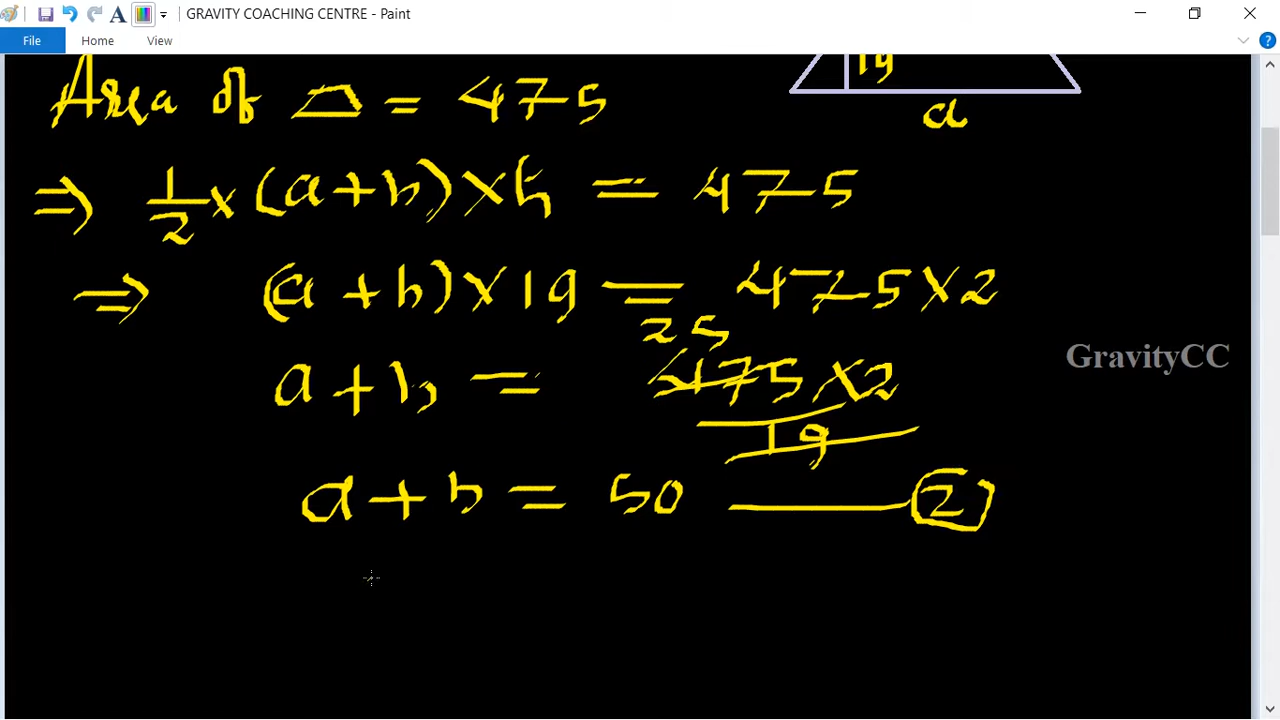 GRAVITY COACHING CENTRE - Paint
File Home View
19
a
Area of ⏢ = 475
⇒ 1/2 × (a+b) × h = 475
⇒ (a+b) × 19 = 475 × 2
25
a + b = 475 × 2 / 19
GravityCC
a + b = 50 —— 2